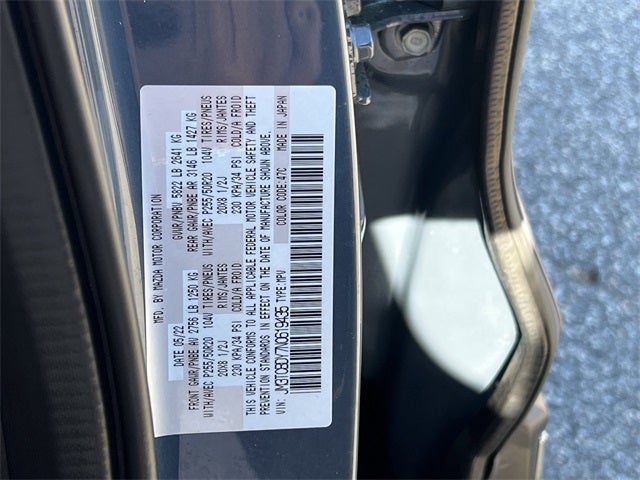 MFD. BY MAZDA MOTOR CORPORATION
DATE 05/22 GVWR/PNBV 5822 LB 2641 KG
FRONT GAWR/PNBE AV 2756 LB 1250 KG REAR GAWR/PNBE AR 3146 LB 1427 KG
WITH/AVEC P255/50R20 104V TIRES/PNEUS WITH/AVEC P255/50R20 104V TIRES/PNEUS
20X8 1/2J RIMS/JANTES 20X8 1/2J RIMS/JANTES
230 KPA/34 PSI COLD/A FROID 230 KPA/34 PSI COLD/A FROID
THIS VEHICLE CONFORMS TO ALL APPLICABLE FEDERAL MOTOR VEHICLE SAFETY AND THEFT
PREVENTION STANDARDS IN EFFECT ON THE DATE OF MANUFACTURE SHOWN ABOVE.
VIN: JM3TCBDY7N0619435 TYPE:MPV COLOR CODE:47C MADE IN JAPAN